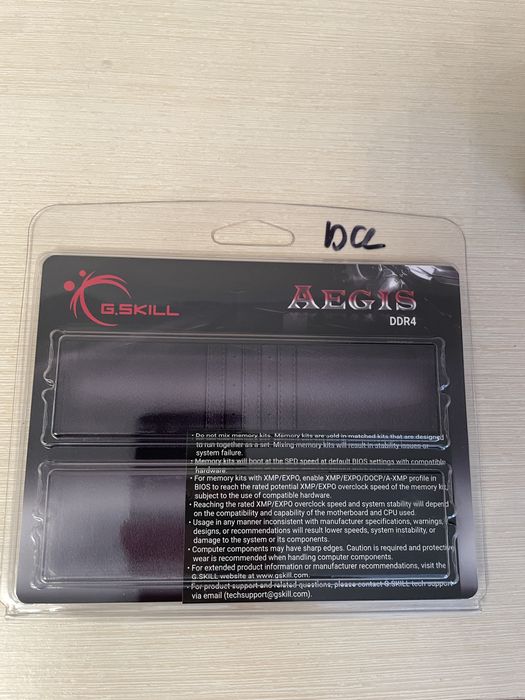 G.SKILL
AEGIS
DDR4
• Do not mix memory kits. Memory kits are sold in matched kits that are designed
to run together as a set. Mixing memory kits will result in stability issues or
system failure.
• Memory kits will boot at the SPD speed at default BIOS settings with compatible
hardware.
• For memory kits with XMP/EXPO, enable XMP/EXPO/DOCP/A-XMP profile in
BIOS to reach the rated potential XMP/EXPO overclock speed of the memory kit,
subject to the use of compatible hardware.
• Reaching the rated XMP/EXPO overclock speed and system stability will depend
on the compatibility and capability of the motherboard and CPU used.
• Usage in any manner inconsistent with manufacturer specifications, warnings,
designs, or recommendations will result lower speeds, system instability, or
damage to the system or its components.
• Computer components may have sharp edges. Caution is required and protective
wear is recommended when handling computer components.
• For extended product information or manufacturer recommendations, visit the
G.SKILL website at www.gskill.com.
• For product support and related questions, please contact G.SKILL tech support
via email (techsupport@gskill.com).